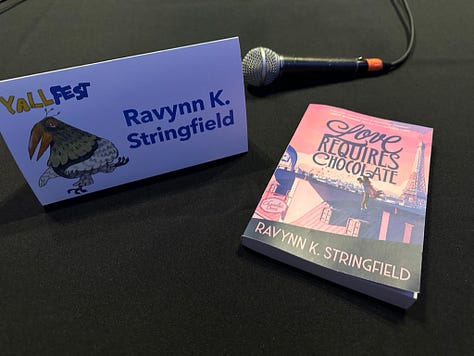 YALLFEST
Ravynn K.
Stringfield
Love
REQUIRES
CHOCOLATE
RAVYNN K. STRINGFIELD